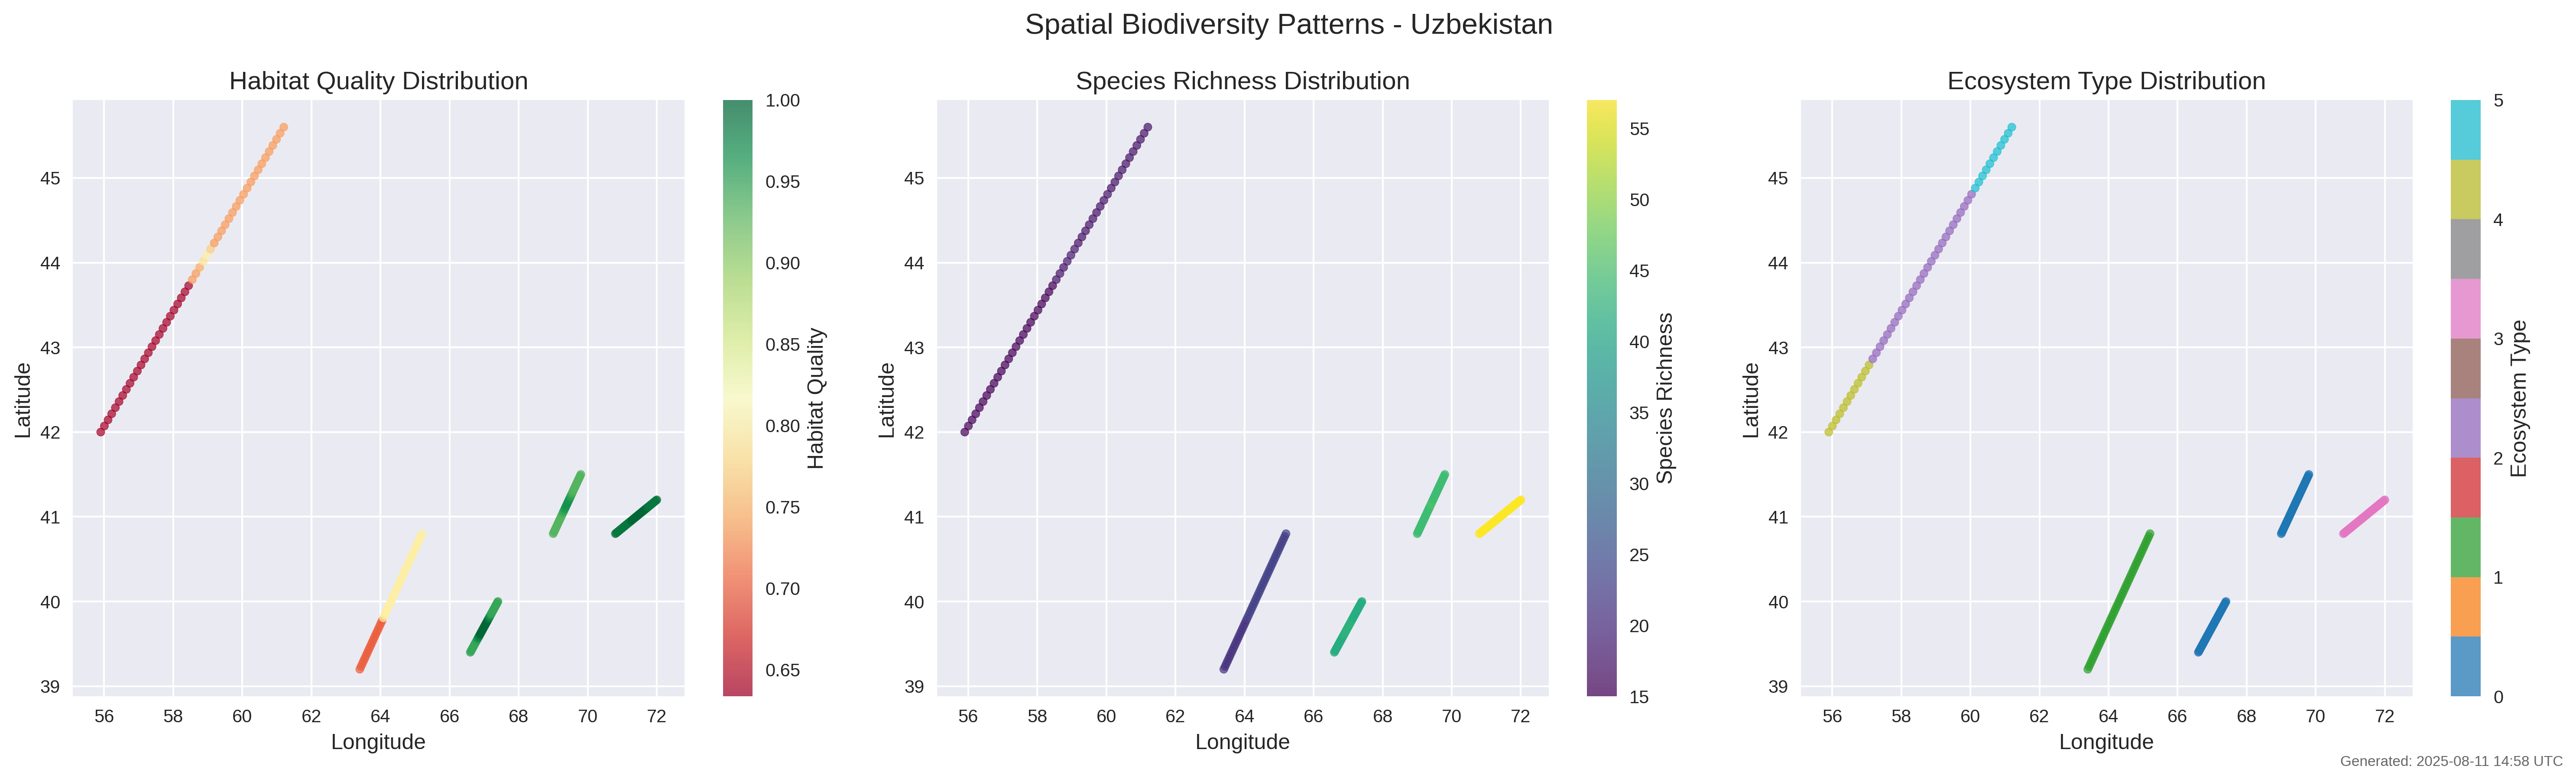 Spatial Biodiversity Patterns - Uzbekistan
Habitat Quality Distribution
Latitude
45
44
43
42
41
40
39
56 58 60 62 64 66 68 70 72
Longitude
1.00
0.95
0.90
0.85
0.80
0.75
0.70
0.65
Habitat Quality
Species Richness Distribution
Latitude
45
44
43
42
41
40
39
56 58 60 62 64 66 68 70 72
Longitude
55
50
45
40
35
30
25
20
15
Species Richness
Ecosystem Type Distribution
Latitude
45
44
43
42
41
40
39
56 58 60 62 64 66 68 70 72
Longitude
5
4
3
2
1
0
Ecosystem Type
Generated: 2025-08-11 14:58 UTC